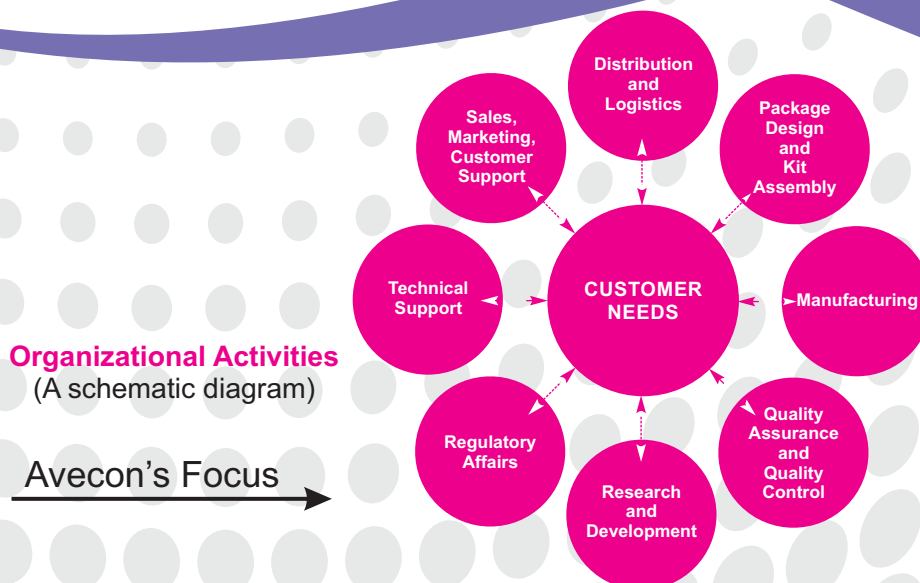 Distribution
and
Logistics
Sales,
Marketing,
Customer
Support
Package
Design
and
Kit
Assembly
Technical
Support
CUSTOMER
NEEDS
Manufacturing
Organizational Activities
(A schematic diagram)
Avecon's Focus
Regulatory
Affairs
Quality
Assurance
and
Quality
Control
Research
and
Development